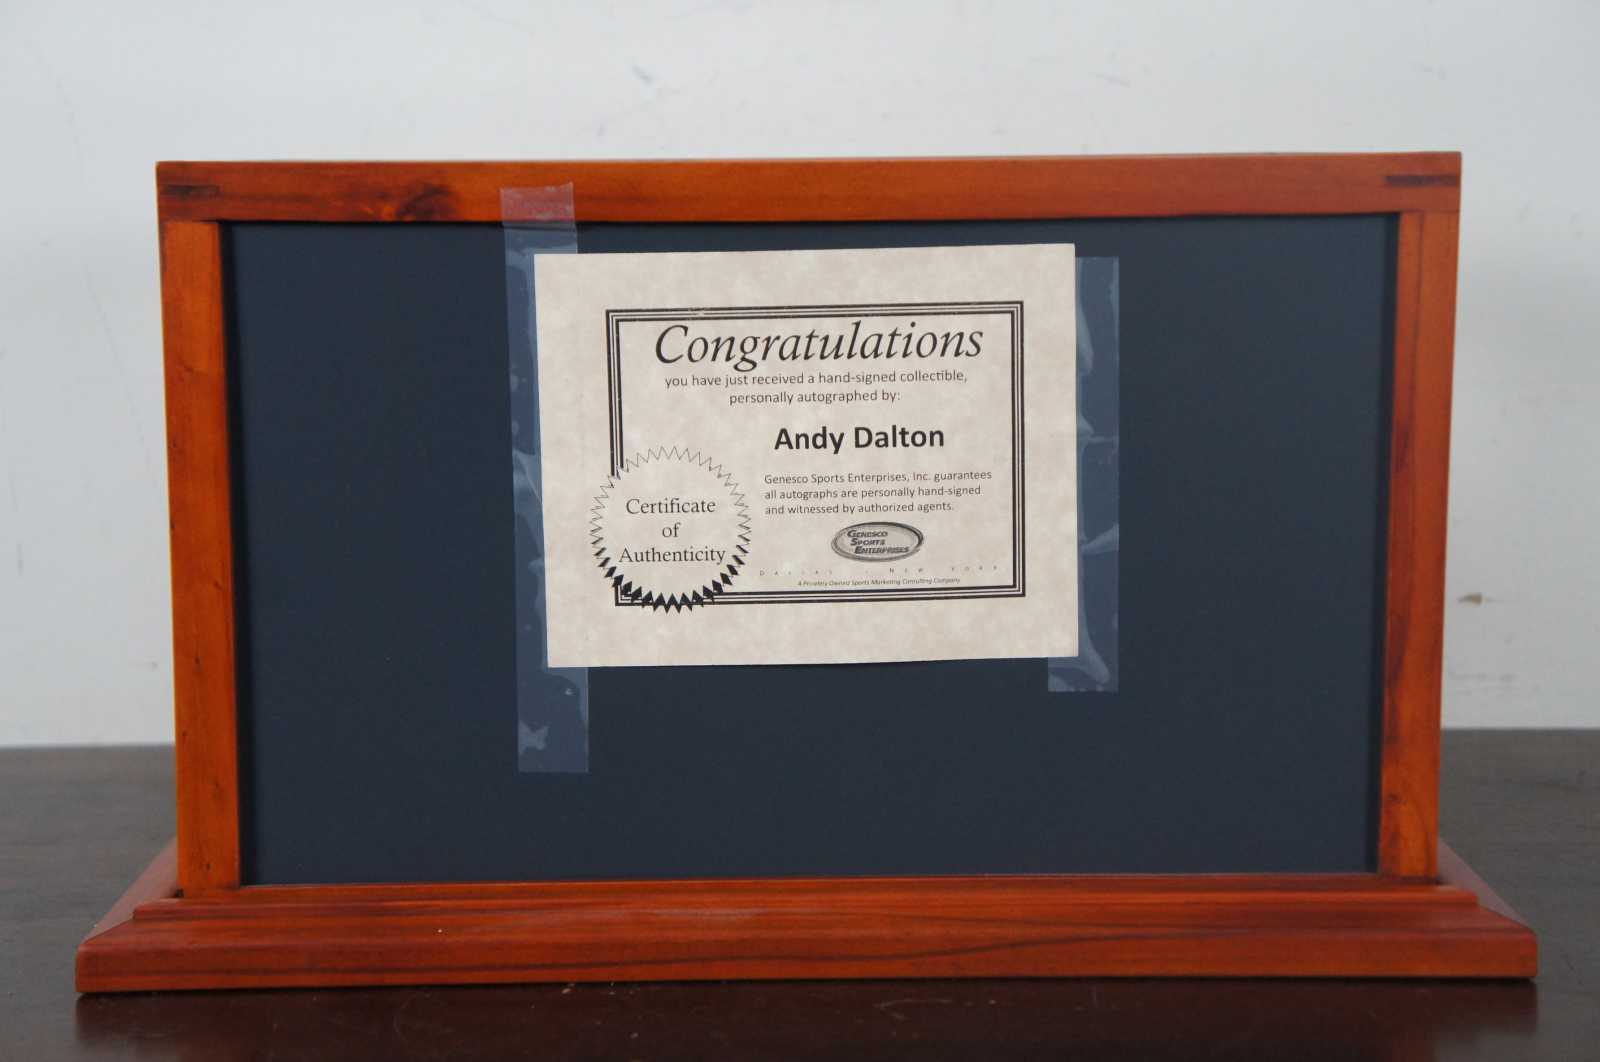 Congratulations
you have just received a hand-signed collectible,
personally autographed by:
Andy Dalton
Genesco Sports Enterprises, Inc. guarantees
all autographs are personally hand-signed
and witnessed by authorized agents.
Certificate
of
Authenticity
GENESCO
SPORTS
ENTERPRISES
DALLAS - NEW YORK
A Privately Owned Sports Marketing Consulting Company